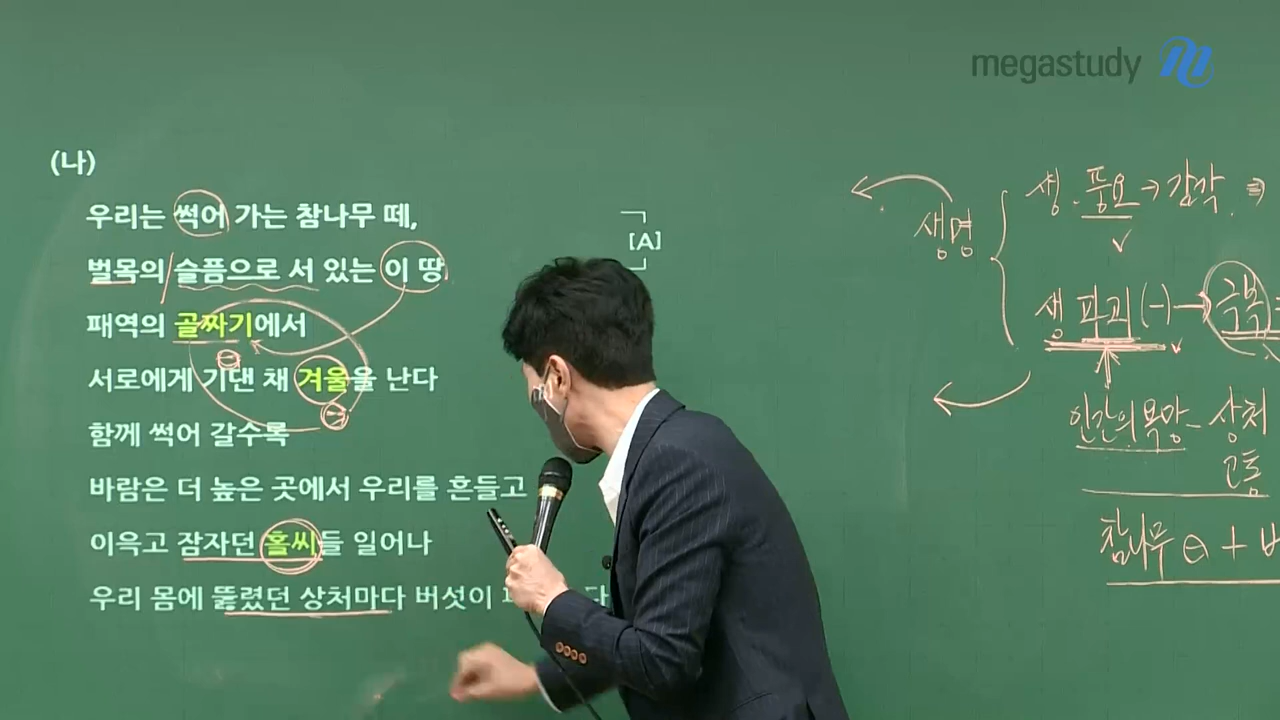 megastudy
(나)
우리는 썩어 가는 참나무 떼,
벌목의 슬픔으로 서 있는 이 땅
[A]
패역의 골짜기에서
서로에게 기댄 채 겨울을 난다
함께 썩어 갈수록
바람은 더 높은 곳에서 우리를 흔들고
이윽고 잠자던 홀씨들 일어나
우리 몸에 뚫렸던 상처마다 버섯이
생명
생. 풍요→감각
생 파괴 (-)→극복
인간의 욕망-상처
고통
참나무